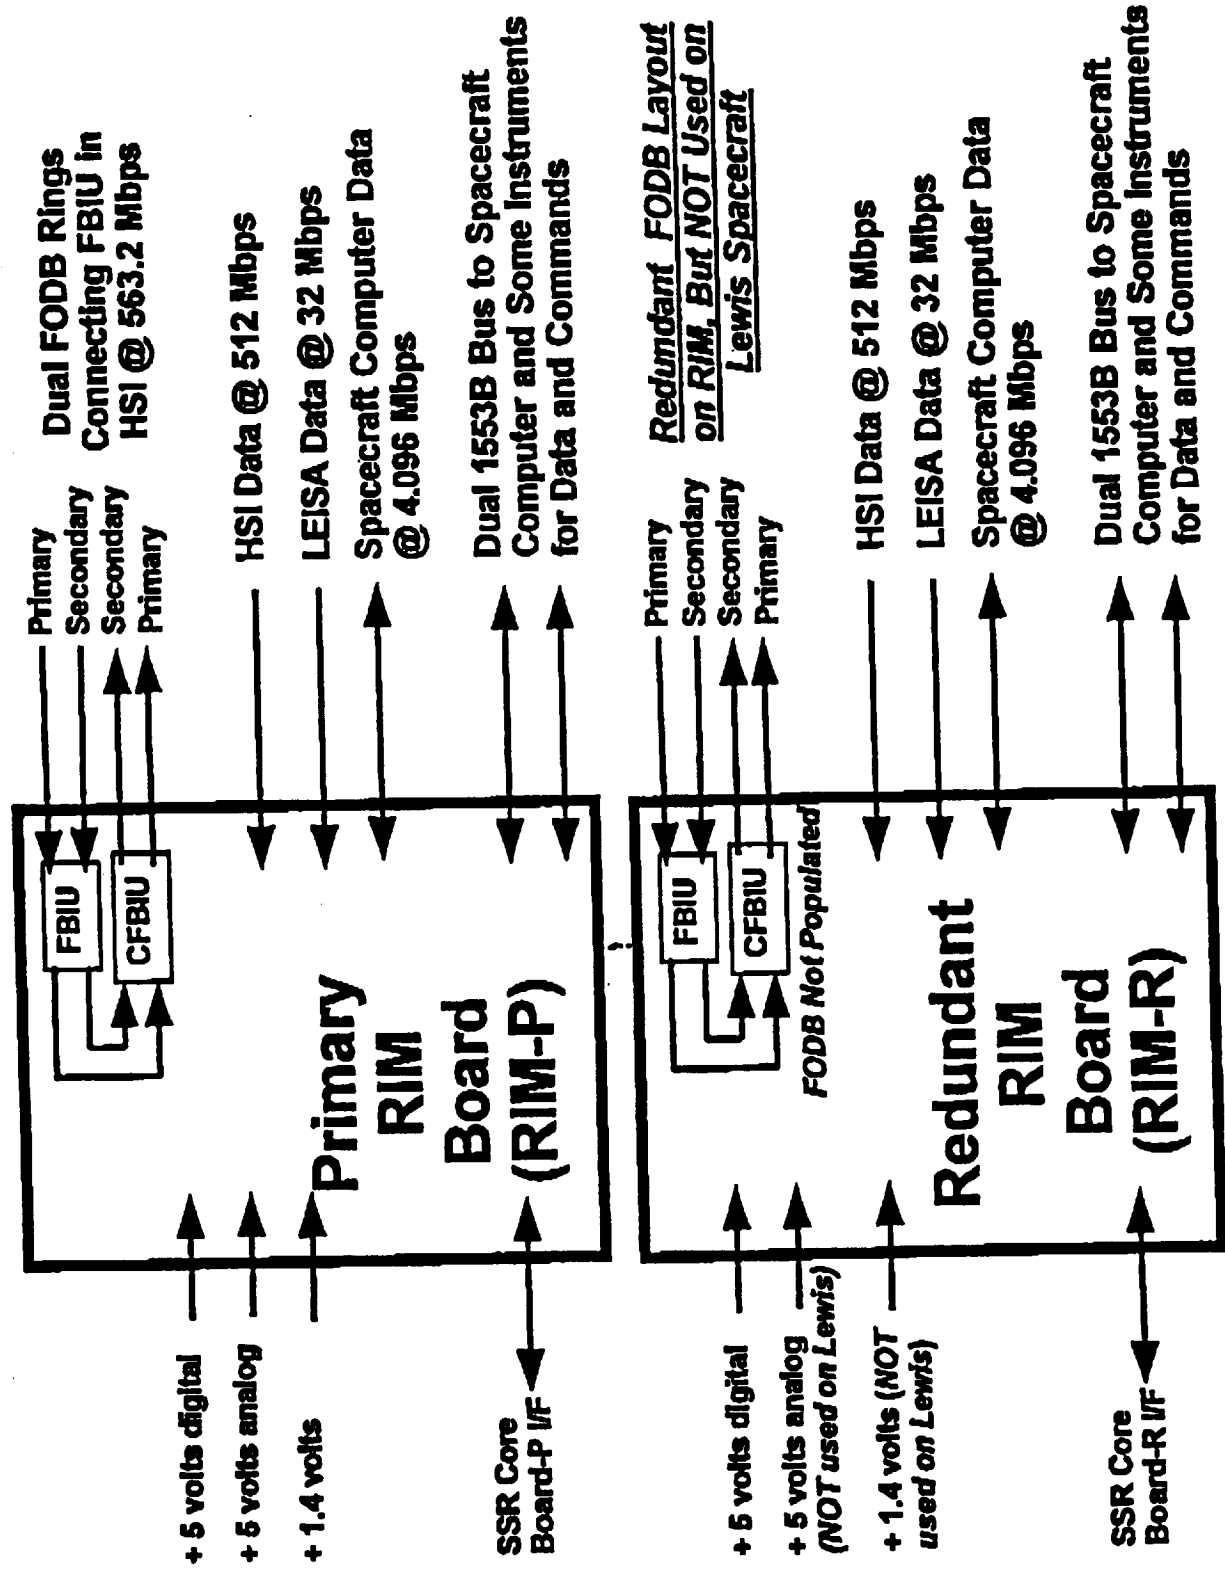 Dual FODB Rings
Connecting FBIU in
HSI @ 563.2 Mbps
Primary
Secondary
Secondary
Primary
HSI Data @ 512 Mbps
LEISA Data @ 32 Mbps
Spacecraft Computer Data
@ 4.096 Mbps
Dual 1553B Bus to Spacecraft
Computer and Some Instruments
for Data and Commands
FBIU
CFBIU
Primary
RIM
Board
(RIM-P)
+ 5 volts digital
+ 5 volts analog
+ 1.4 volts
SSR Core
Board-P I/F
Redundant FODB Layout
on RIM, But NOT Used on
Lewis Spacecraft
Primary
Secondary
Secondary
Primary
HSI Data @ 512 Mbps
LEISA Data @ 32 Mbps
Spacecraft Computer Data
@ 4.096 Mbps
Dual 1553B Bus to Spacecraft
Computer and Some Instruments
for Data and Commands
FBIU
CFBIU
FODB Not Populated
Redundant
RIM
Board
(RIM-R)
+ 5 volts digital
+ 5 volts analog
(NOT used on Lewis)
+ 1.4 volts (NOT
used on Lewis)
SSR Core
Board-R I/F